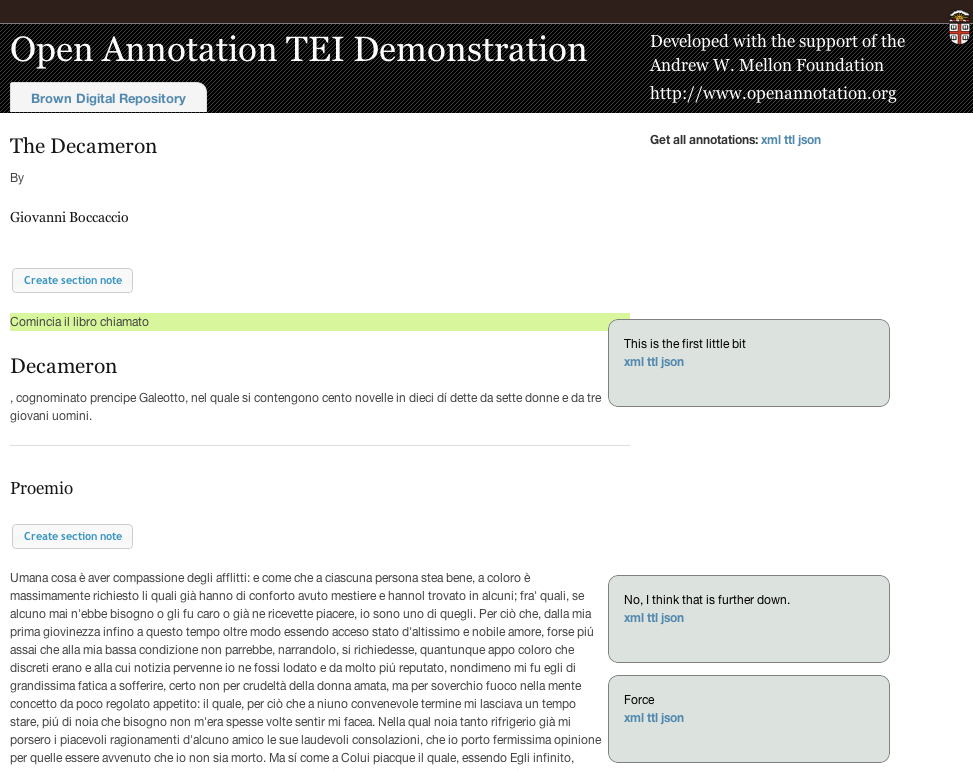 Open Annotation TEI Demonstration
Developed with the support of the
Andrew W. Mellon Foundation
http://www.openannotation.org
Brown Digital Repository
Get all annotations: xml ttl json
The Decameron
By
Giovanni Boccaccio
Create section note
Comincia il libro chiamato
This is the first little bit
xml ttl json
Decameron
, cognominato prencipe Galeotto, nel quale si contengono cento novelle in dieci dí dette da sette donne e da tre
giovani uomini.
Proemio
Create section note
Umana cosa è aver compassione degli afflitti: e come che a ciascuna persona stea bene, a coloro è
massimamente richiesto li quali già hanno di conforto avuto mestiere e hannol trovato in alcuni; fra' quali, se
alcuno mai n'ebbe bisogno o gli fu caro o già ne ricevette piacere, io sono uno di quegli. Per ciò che, dalla mia
prima giovinezza infino a questo tempo oltre modo essendo acceso stato d'altissimo e nobile amore, forse piú
assai che alla mia bassa condizione non parrebbe, narrandolo, si richiedesse, quantunque appo coloro che
discreti erano e alla cui notizia pervenne io ne fossi lodato e da molto piú reputato, nondimeno mi fu egli di
grandissima fatica a sofferire, certo non per crudeltà della donna amata, ma per soverchio fuoco nella mente
concetto da poco regolato appetito: il quale, per ciò che a niuno convenevole termine mi lasciava un tempo
stare, piú di noia che bisogno non m'era spesse volte sentir mi facea. Nella qual noia tanto rifrigerio già mi
porsero i piacevoli ragionamenti d'alcuno amico le sue laudevoli consolazioni, che io porto fermissima opinione
per quelle essere avvenuto che io non sia morto. Ma sí come a Colui piacque il quale, essendo Egli infinito,
No, I think that is further down.
xml ttl json
Force
xml ttl json